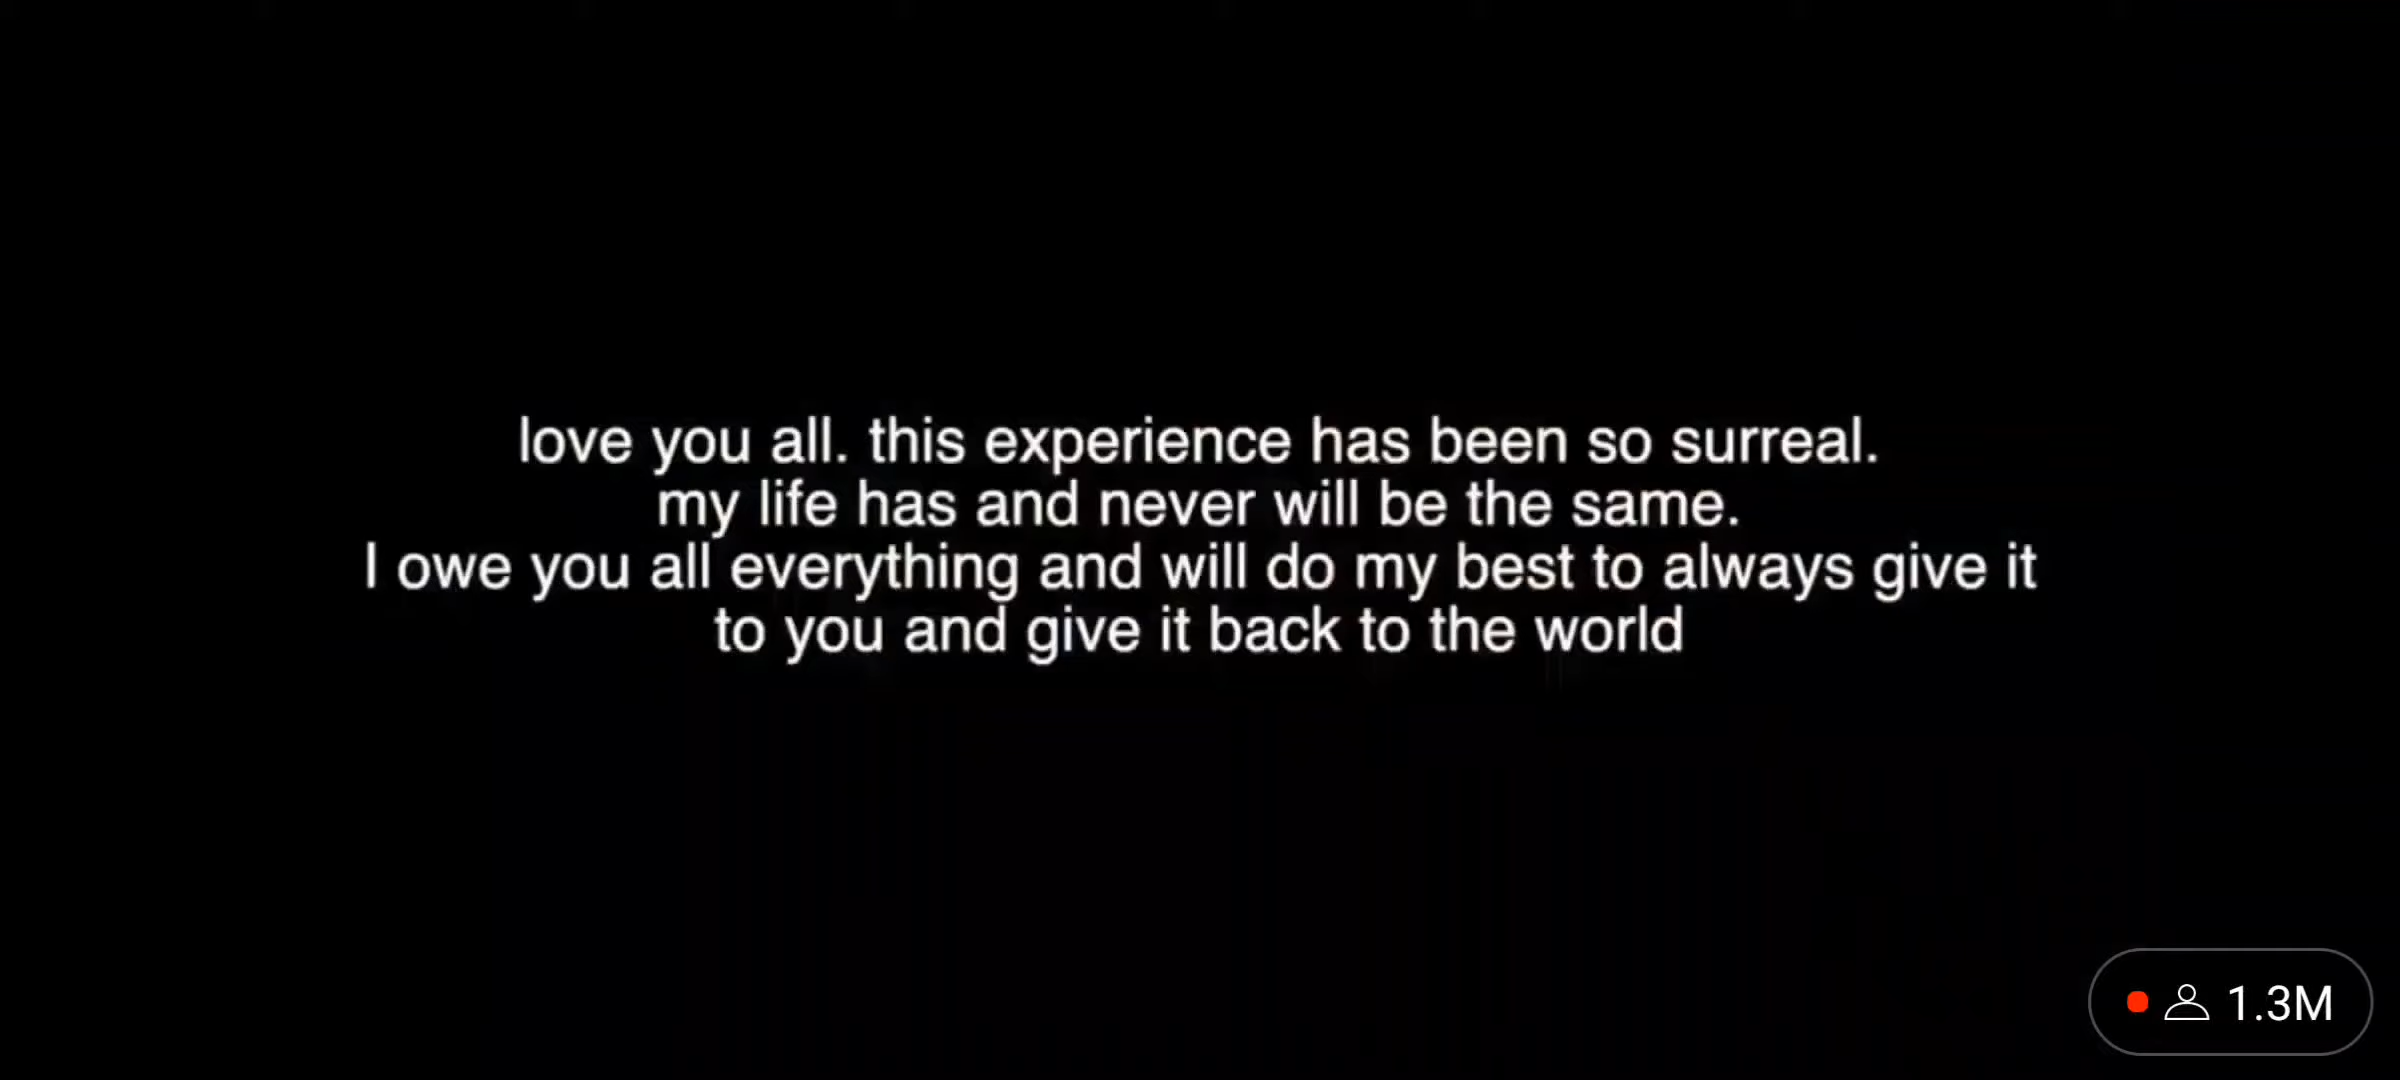 love you all. this experience has been so surreal.
my life has and never will be the same.
I owe you all everything and will do my best to always give it
to you and give it back to the world
1.3M